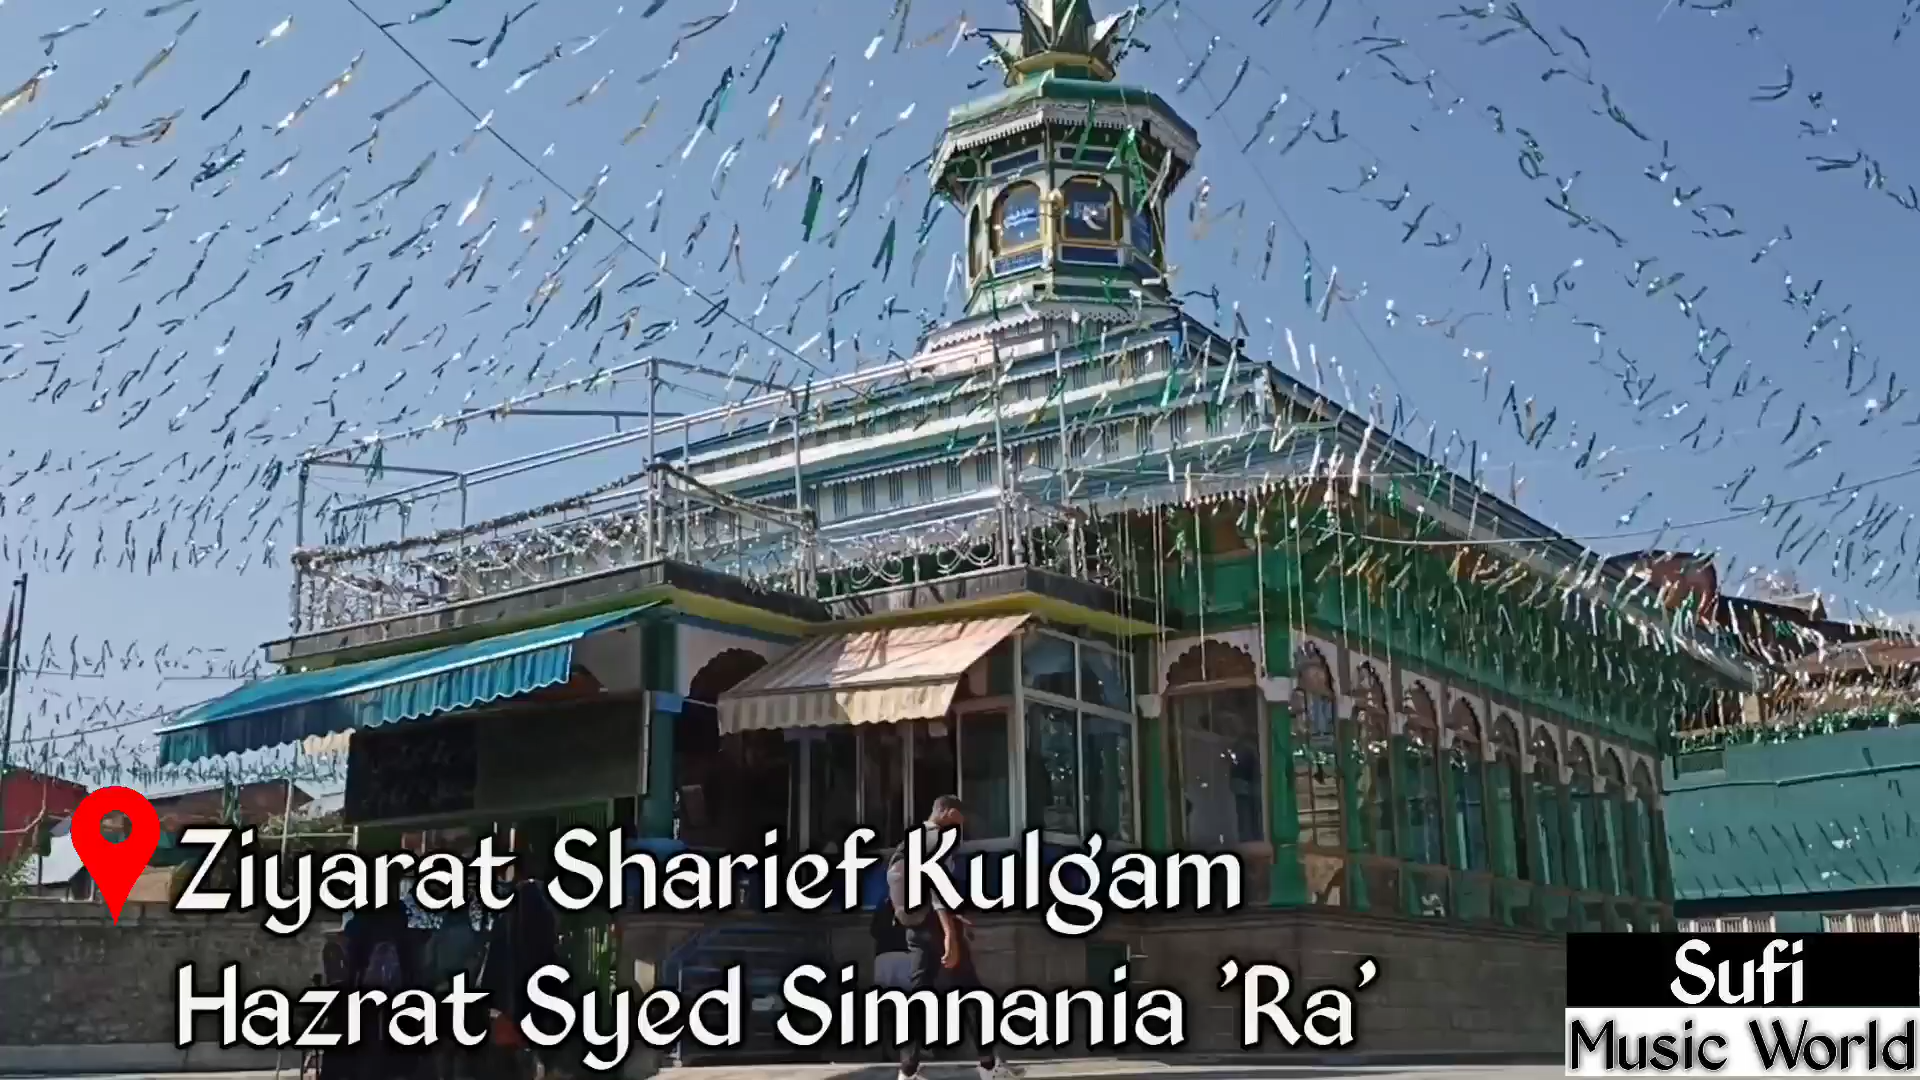 Ziyarat Sharief Kulgam
Hazrat Syed Simnania 'Ra'
Sufi
Music World